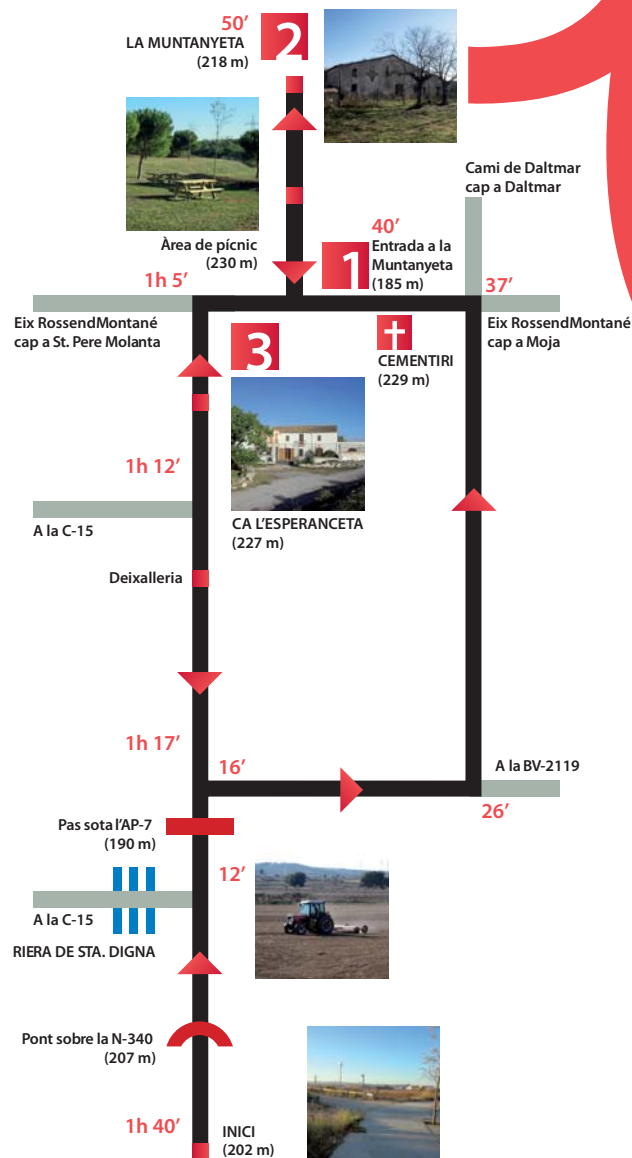 50’
LA MUNTANYETA
(218 m)
2
Cami de Daltmar
cap a Daltmar
Àrea de pícnic
(230 m)
40’
1
Entrada a la
Muntanyeta
(185 m)
1h 5’
37’
Eix RossendMontané
cap a St. Pere Molanta
Eix RossendMontané
cap a Moja
3
CEMENTIRI
(229 m)
1h 12’
CA L’ESPERANCETA
(227 m)
A la C-15
Deixalleria
1h 17’
16’
A la BV-2119
26’
Pas sota l’AP-7
(190 m)
12’
A la C-15
RIERA DE STA. DIGNA
Pont sobre la N-340
(207 m)
1h 40’
INICI
(202 m)